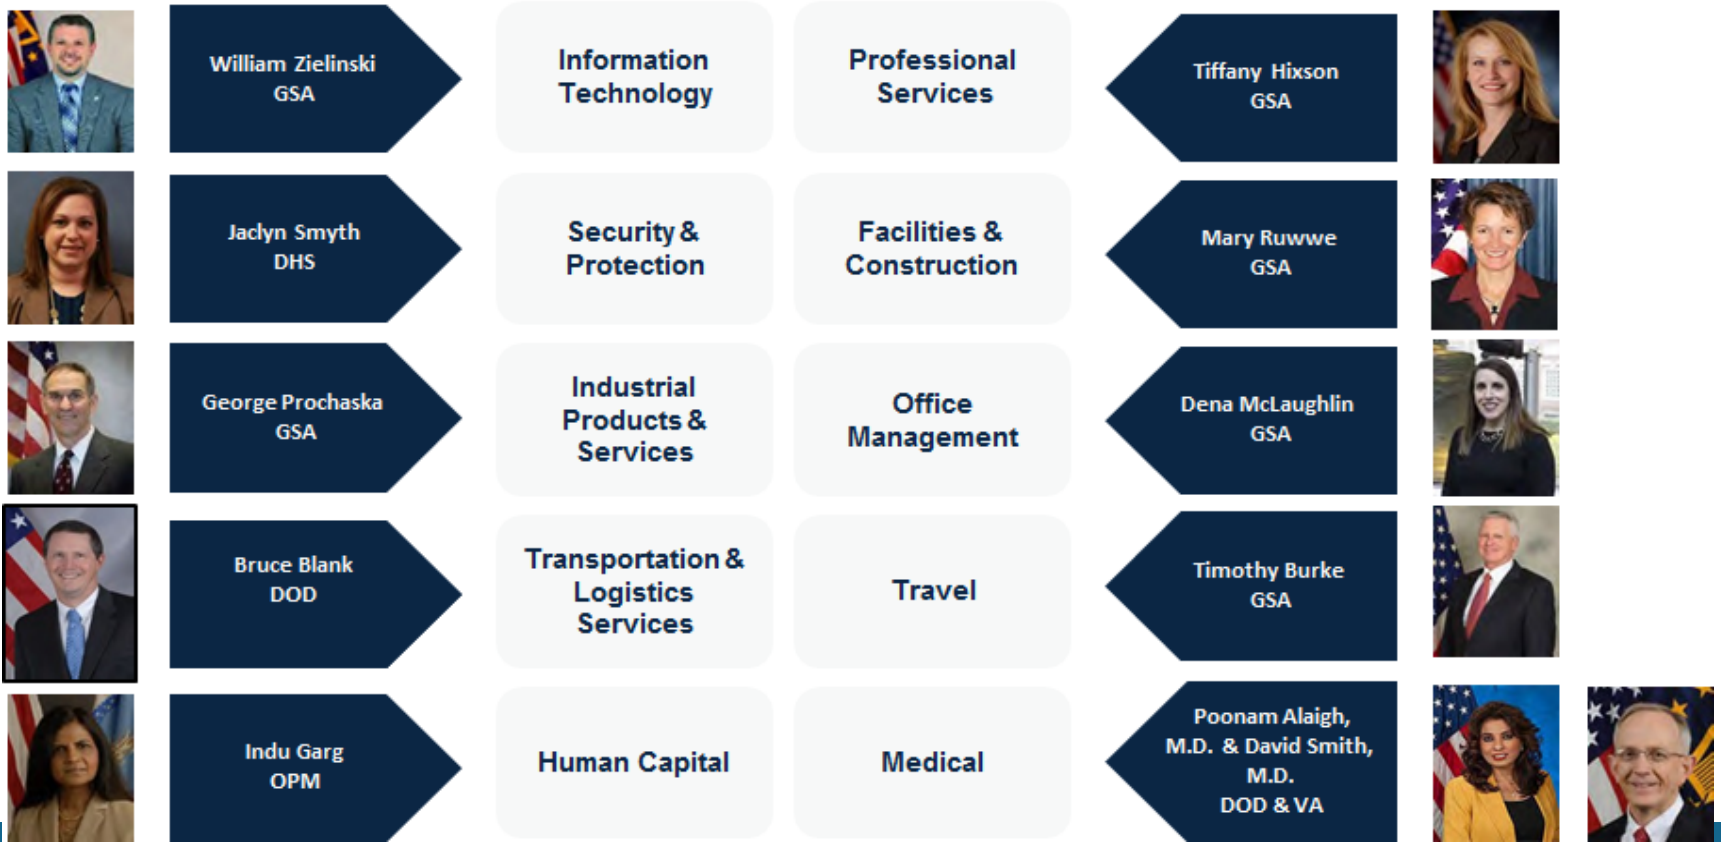 William Zielinski
GSA
Information
Technology
Professional
Services
Tiffany Hixson
GSA
Jaclyn Smyth
DHS
Security &
Protection
Facilities &
Construction
Mary Ruwwe
GSA
George Prochaska
GSA
Industrial
Products &
Services
Office
Management
Dena McLaughlin
GSA
Bruce Blank
DOD
Transportation &
Logistics
Services
Travel
Timothy Burke
GSA
Indu Garg
OPM
Human Capital
Medical
Poonam Alaigh,
M.D. & David Smith,
M.D.
DOD & VA